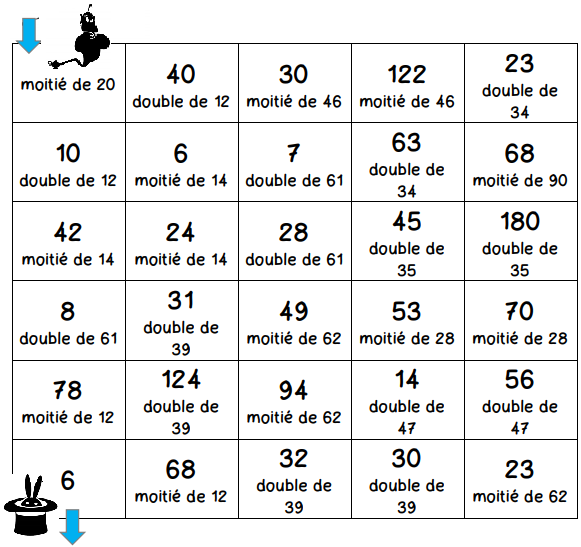 moitié de 20
40
double de 12
30
moitié de 46
122
moitié de 46
23
double de
34
10
double de 12
6
moitié de 14
7
double de 61
63
double de
34
68
moitié de 90
42
moitié de 14
24
moitié de 14
28
double de 61
45
double de
35
180
double de
35
8
double de 61
31
double de
39
49
moitié de 62
53
moitié de 28
70
moitié de 28
78
moitié de 12
124
double de
39
94
moitié de 62
14
double de
47
56
double de
47
6
68
moitié de 12
32
double de
39
30
double de
39
23
moitié de 62